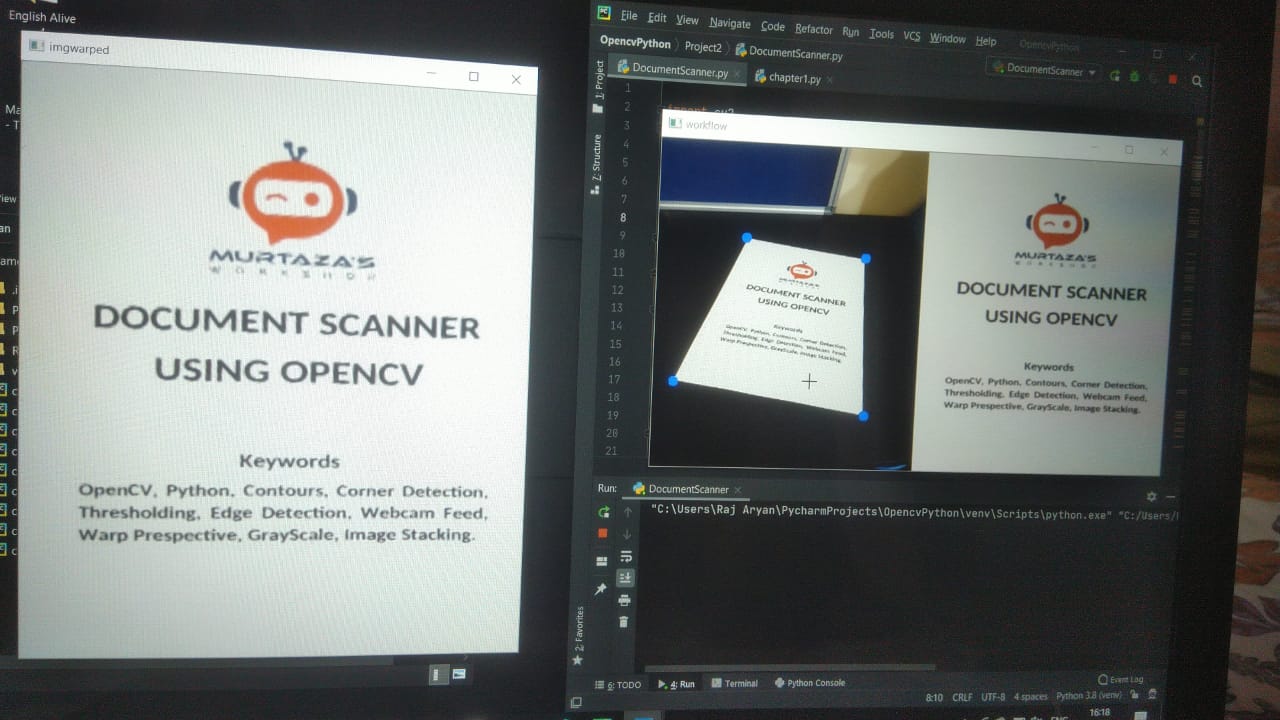 English Alive
imgwarped
MURTAZA'S
WORKSHOP
DOCUMENT SCANNER
USING OPENCV
Keywords
OpenCV, Python, Contours, Corner Detection,
Thresholding, Edge Detection, Webcam Feed,
Warp Prespective, GrayScale, Image Stacking.
File Edit View Navigate Code Refactor Run Tools VCS Window Help OpencvPython
OpencvPython Project2 DocumentScanner.py
DocumentScanner
DocumentScanner.py chapter1.py
1: Project
7: Structure
1
2
3
4
5
6
7
8
9
10
11
12
13
14
15
16
17
18
19
20
21
import cv2
workflow
MURTAZA'S
DOCUMENT SCANNER
USING OPENCV
Keywords
OpenCV, Python, Contours, Corner Detection,
Thresholding, Edge Detection, Webcam Feed,
Warp Prespective, GrayScale, Image Stacking.
MURTAZA'S
WORKSHOP
DOCUMENT SCANNER
USING OPENCV
Keywords
OpenCV, Python, Contours, Corner Detection,
Thresholding, Edge Detection, Webcam Feed,
Warp Prespective, GrayScale, Image Stacking.
Run: DocumentScanner
"C:\Users\Raj Aryan\PycharmProjects\OpencvPython\venv\Scripts\python.exe" "C:/Users/
2: Favorites
6: TODO 4: Run Terminal Python Console
Event Log
8:10 CRLF UTF-8 4 spaces Python 3.8 (venv)
16:18